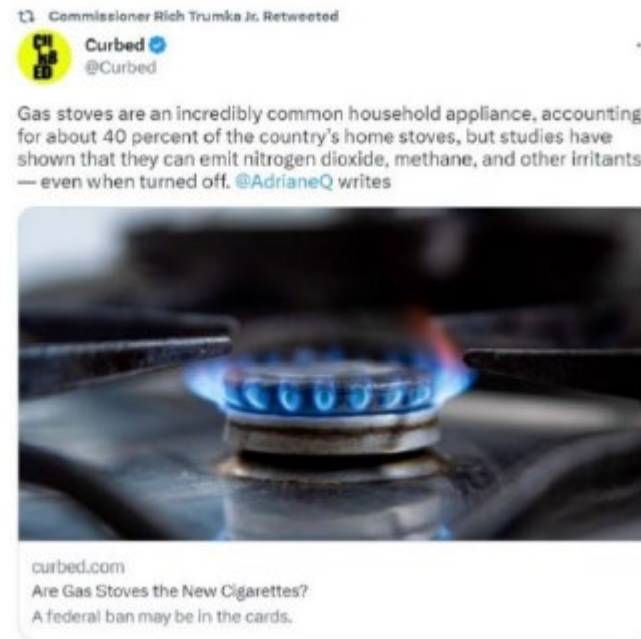 Commissioner Rich Trumka Jr. Retweeted
CURBED
Curbed
@Curbed
Gas stoves are an incredibly common household appliance, accounting
for about 40 percent of the country's home stoves, but studies have
shown that they can emit nitrogen dioxide, methane, and other irritants
— even when turned off. @AdrianeQ writes
curbed.com
Are Gas Stoves the New Cigarettes?
A federal ban may be in the cards.